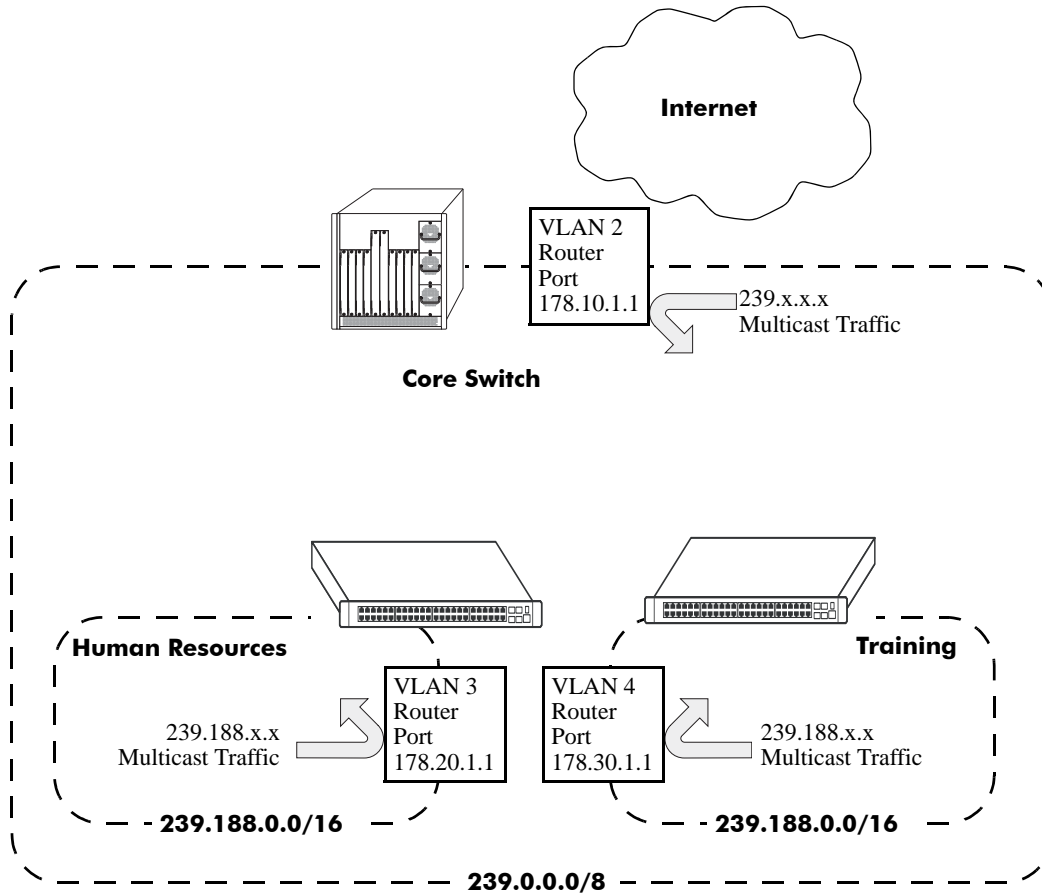 Internet
VLAN 2
Router
Port
178.10.1.1
239.x.x.x
Multicast Traffic
Core Switch
Human Resources
Training
VLAN 3
Router
Port
178.20.1.1
VLAN 4
Router
Port
178.30.1.1
239.188.x.x
Multicast Traffic
239.188.x.x
Multicast Traffic
239.188.0.0/16
239.188.0.0/16
239.0.0.0/8